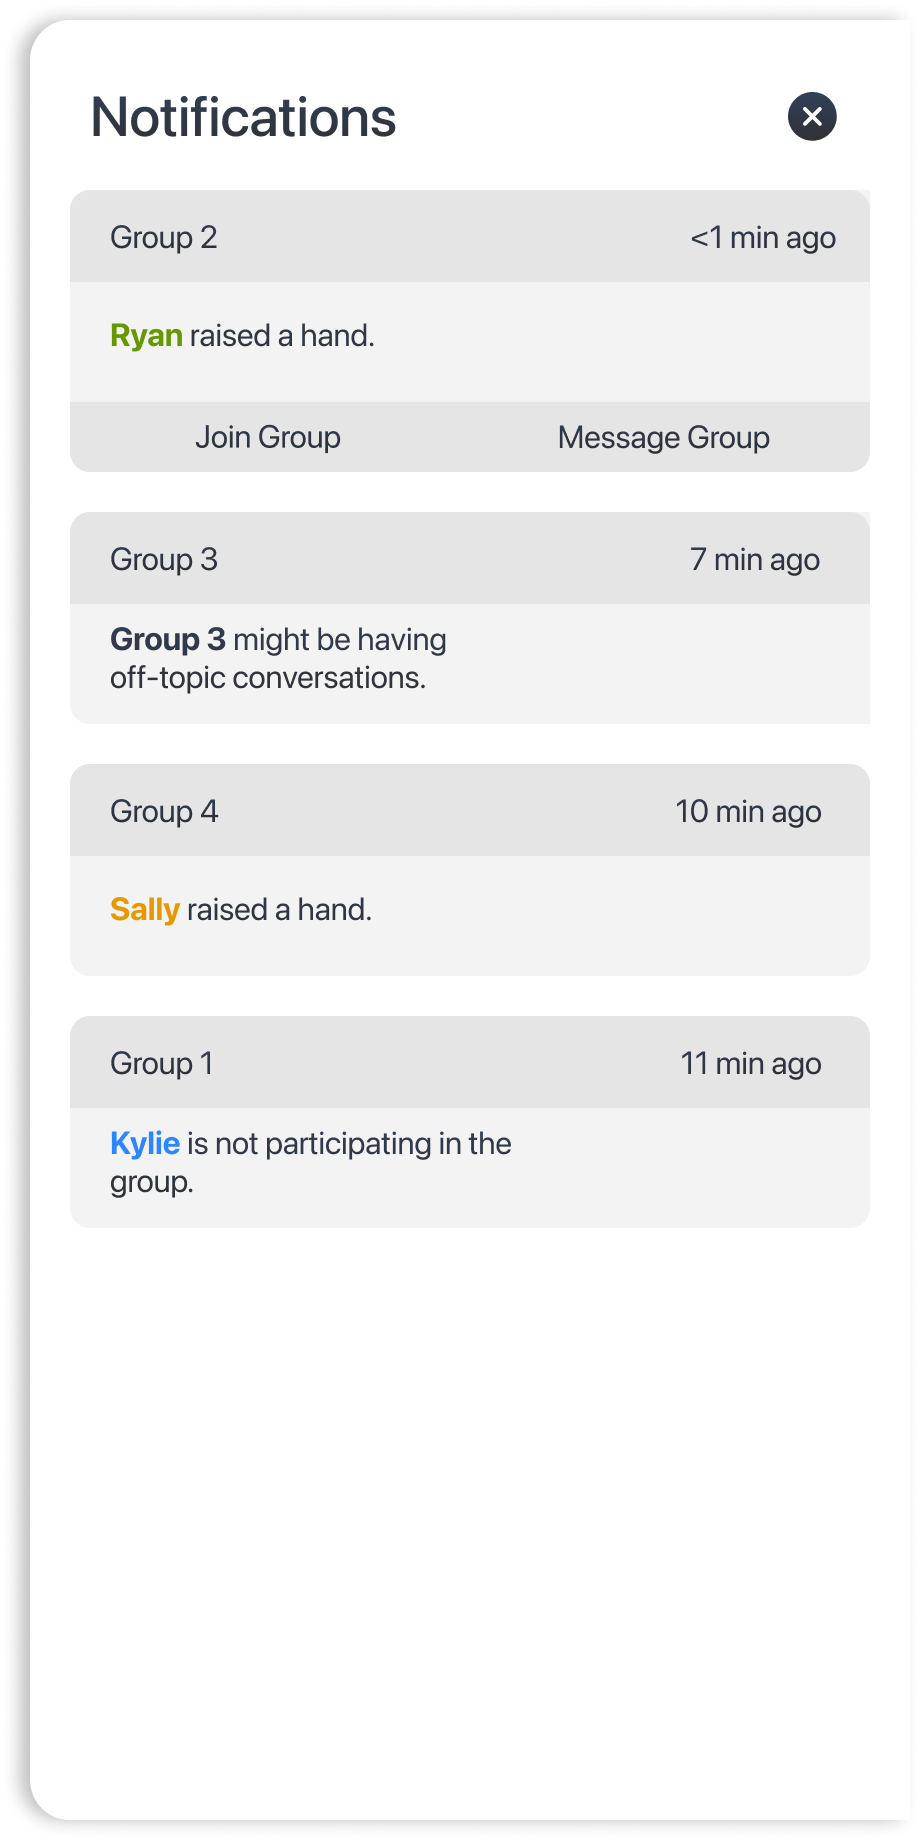 Notifications
Group 2 <1 min ago
Ryan raised a hand.
Join Group Message Group
Group 3 7 min ago
Group 3 might be having
off-topic conversations.
Group 4 10 min ago
Sally raised a hand.
Group 1 11 min ago
Kylie is not participating in the
group.